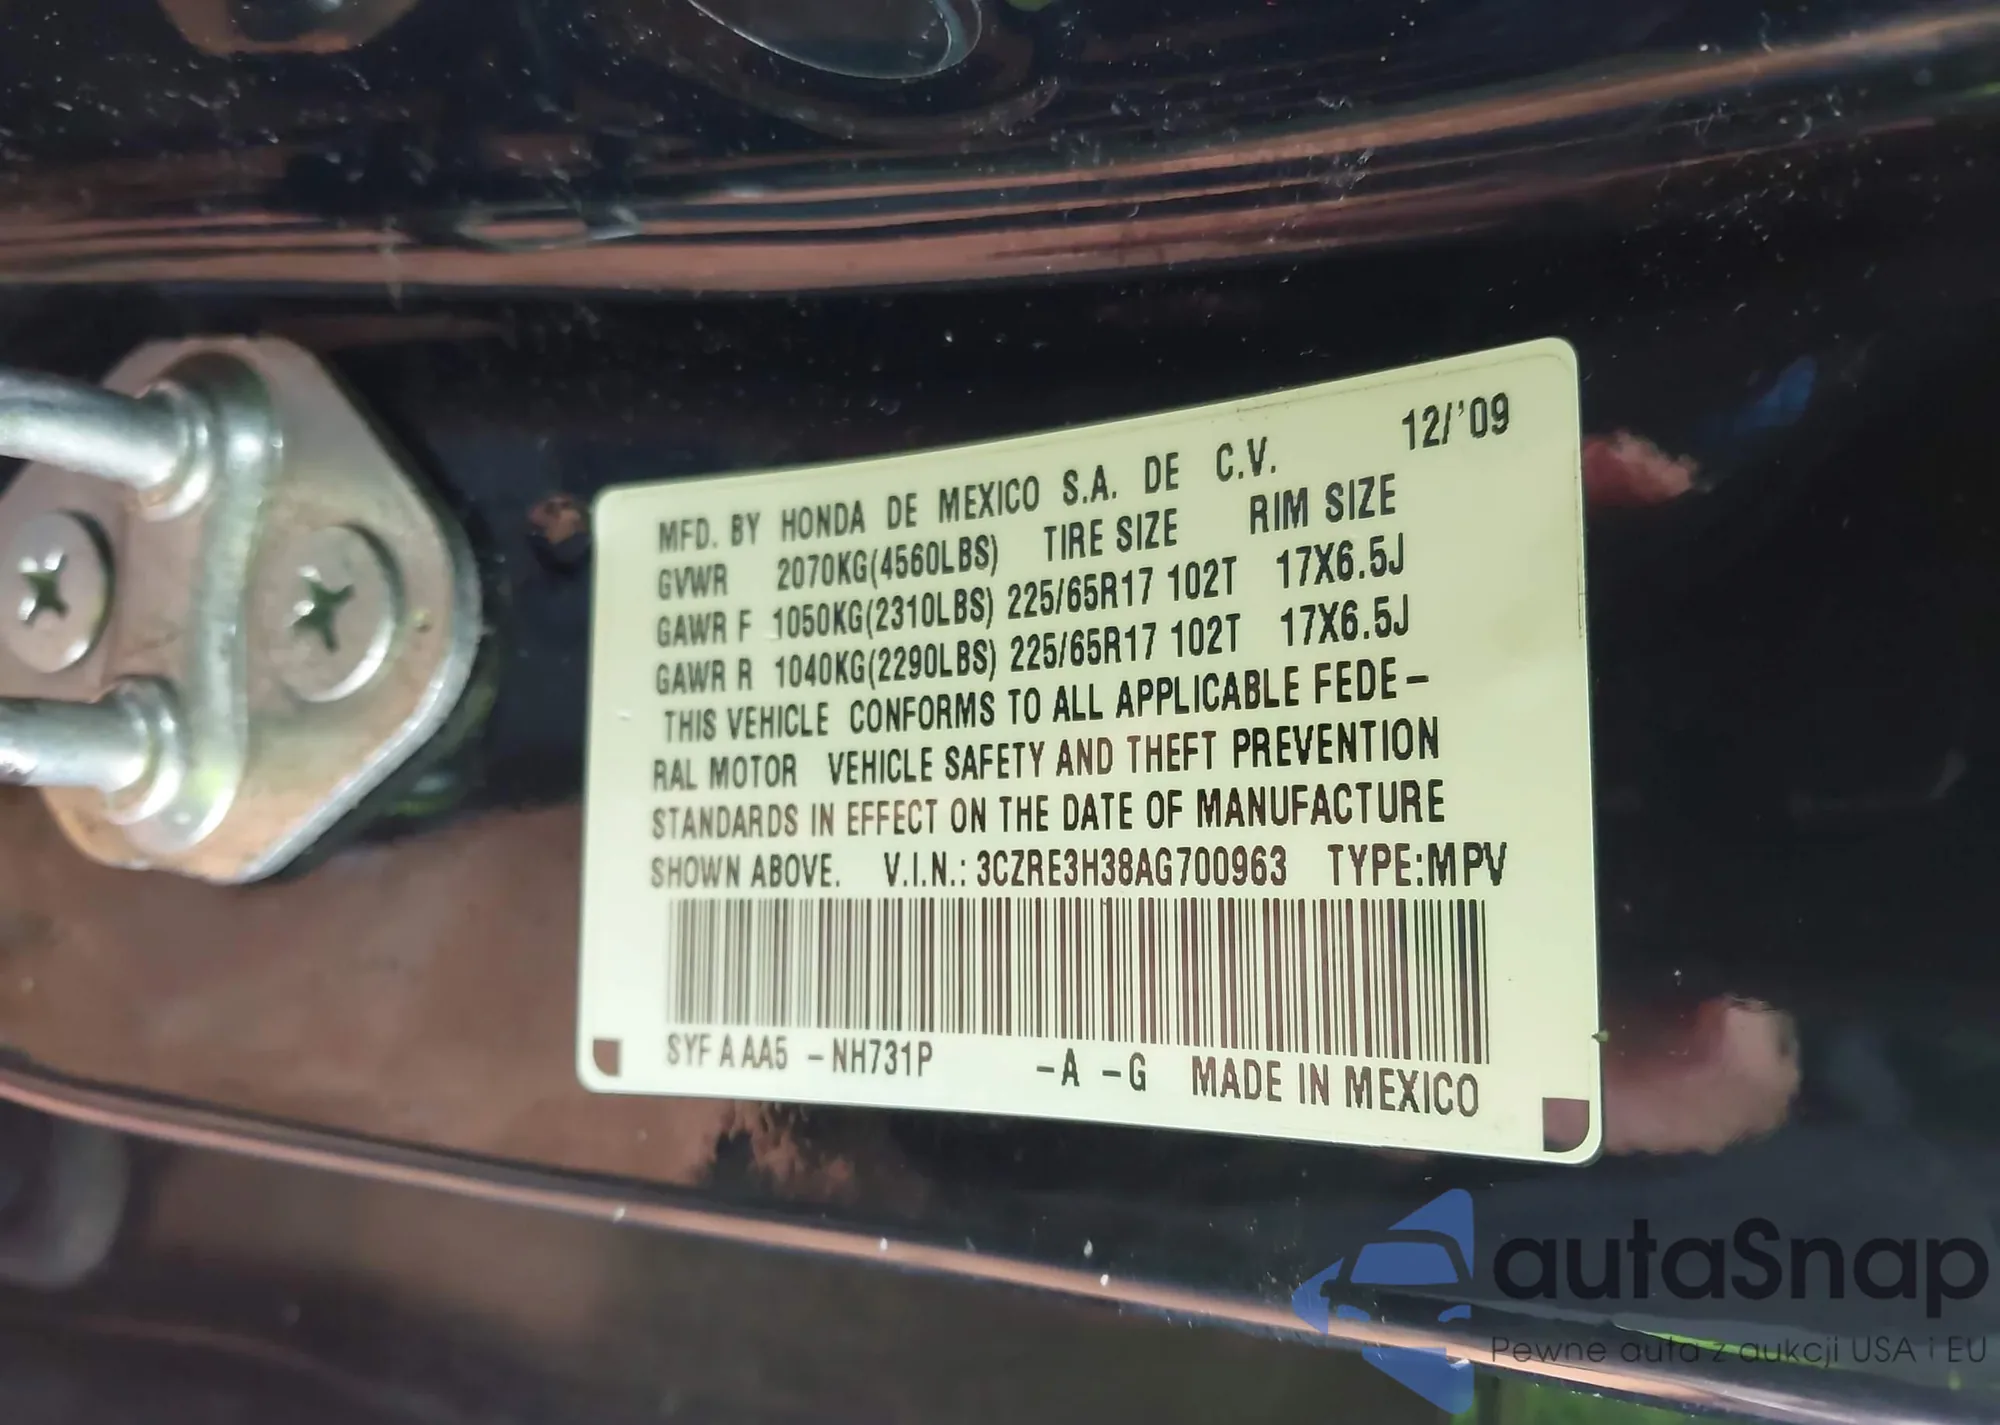 12/'09
MFD. BY HONDA DE MEXICO S.A. DE C.V.
GVWR 2070KG(4560LBS) TIRE SIZE RIM SIZE
GAWR F 1050KG(2310LBS) 225/65R17 102T 17X6.5J
GAWR R 1040KG(2290LBS) 225/65R17 102T 17X6.5J
THIS VEHICLE CONFORMS TO ALL APPLICABLE FEDE-
RAL MOTOR VEHICLE SAFETY AND THEFT PREVENTION
STANDARDS IN EFFECT ON THE DATE OF MANUFACTURE
SHOWN ABOVE. V.I.N.: 3CZRE3H38AG700963 TYPE:MPV
SYF A AA5 -NH731P -A -G MADE IN MEXICO
autaSnap
Pewne auta z aukcji USA i EU